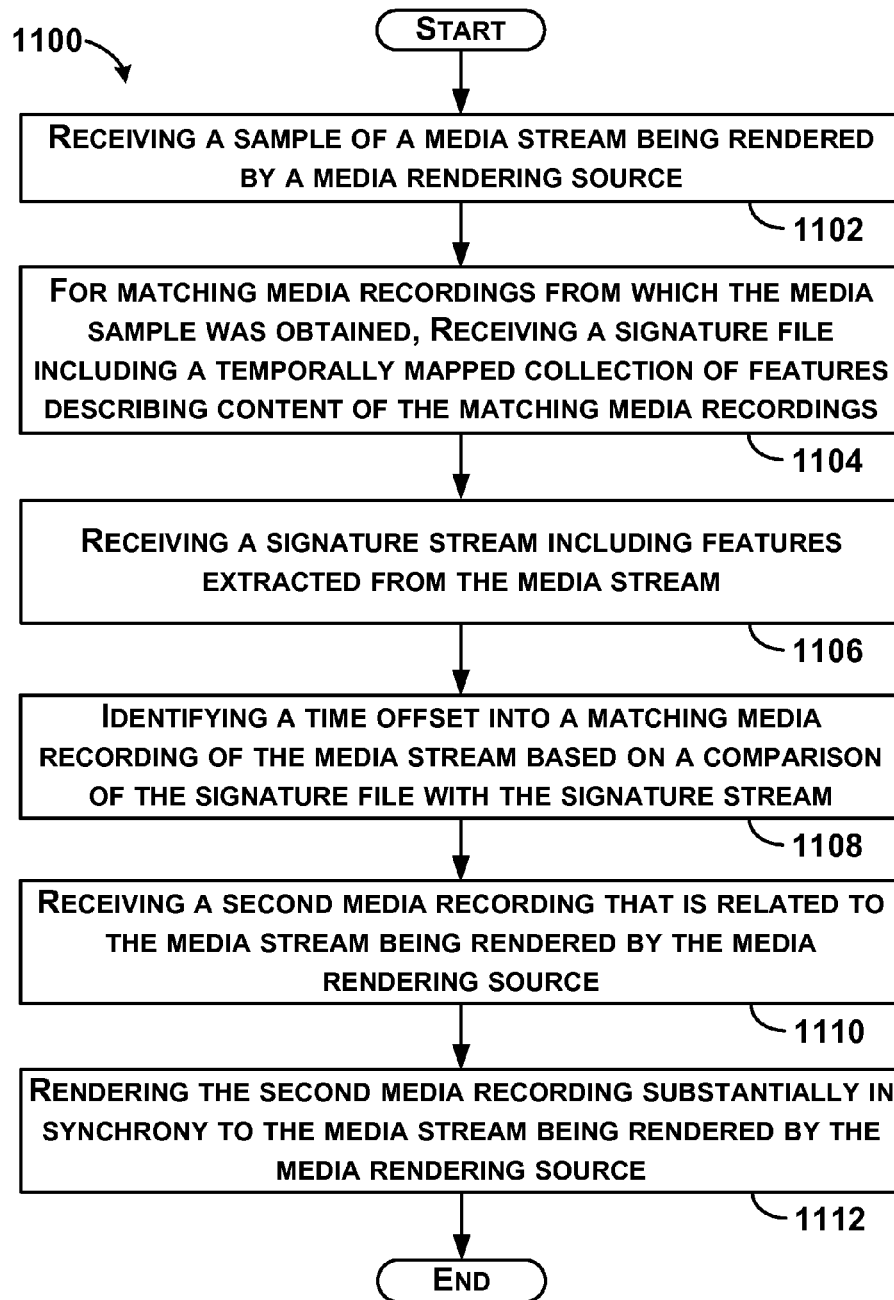 1100
START
RECEIVING A SAMPLE OF A MEDIA STREAM BEING RENDERED
BY A MEDIA RENDERING SOURCE
1102
FOR MATCHING MEDIA RECORDINGS FROM WHICH THE MEDIA
SAMPLE WAS OBTAINED, RECEIVING A SIGNATURE FILE
INCLUDING A TEMPORALLY MAPPED COLLECTION OF FEATURES
DESCRIBING CONTENT OF THE MATCHING MEDIA RECORDINGS
1104
RECEIVING A SIGNATURE STREAM INCLUDING FEATURES
EXTRACTED FROM THE MEDIA STREAM
1106
IDENTIFYING A TIME OFFSET INTO A MATCHING MEDIA
RECORDING OF THE MEDIA STREAM BASED ON A COMPARISON
OF THE SIGNATURE FILE WITH THE SIGNATURE STREAM
1108
RECEIVING A SECOND MEDIA RECORDING THAT IS RELATED TO
THE MEDIA STREAM BEING RENDERED BY THE MEDIA
RENDERING SOURCE
1110
RENDERING THE SECOND MEDIA RECORDING SUBSTANTIALLY IN
SYNCHRONY TO THE MEDIA STREAM BEING RENDERED BY THE
MEDIA RENDERING SOURCE
1112
END